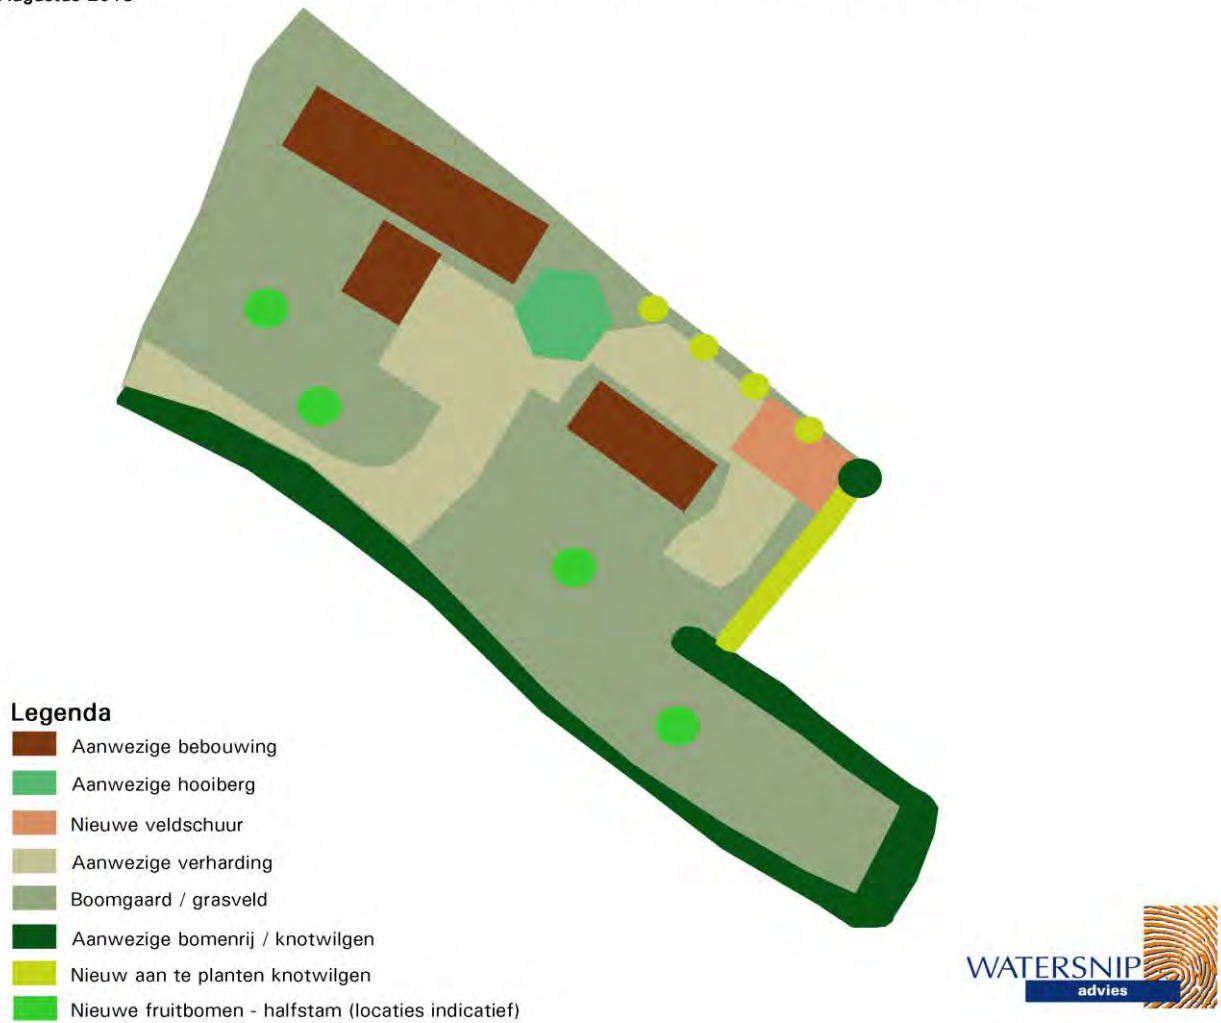 Legenda
Aanwezige bebouwing
Aanwezige hooiberg
Nieuwe veldschuur
Aanwezige verharding
Boomgaard / grasveld
Aanwezige bomenrij / knotwilgen
Nieuw aan te planten knotwilgen
Nieuwe fruitbomen - halfstam (locaties indicatief)
WATERSNIP
advies